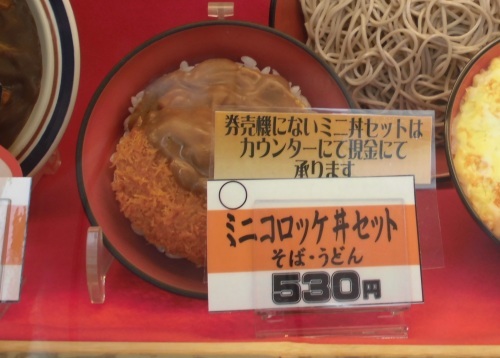 券売機にないミニ丼セットは
カウンターにて現金にて
承ります
ミニコロッケ丼セット
そば・うどん
530円